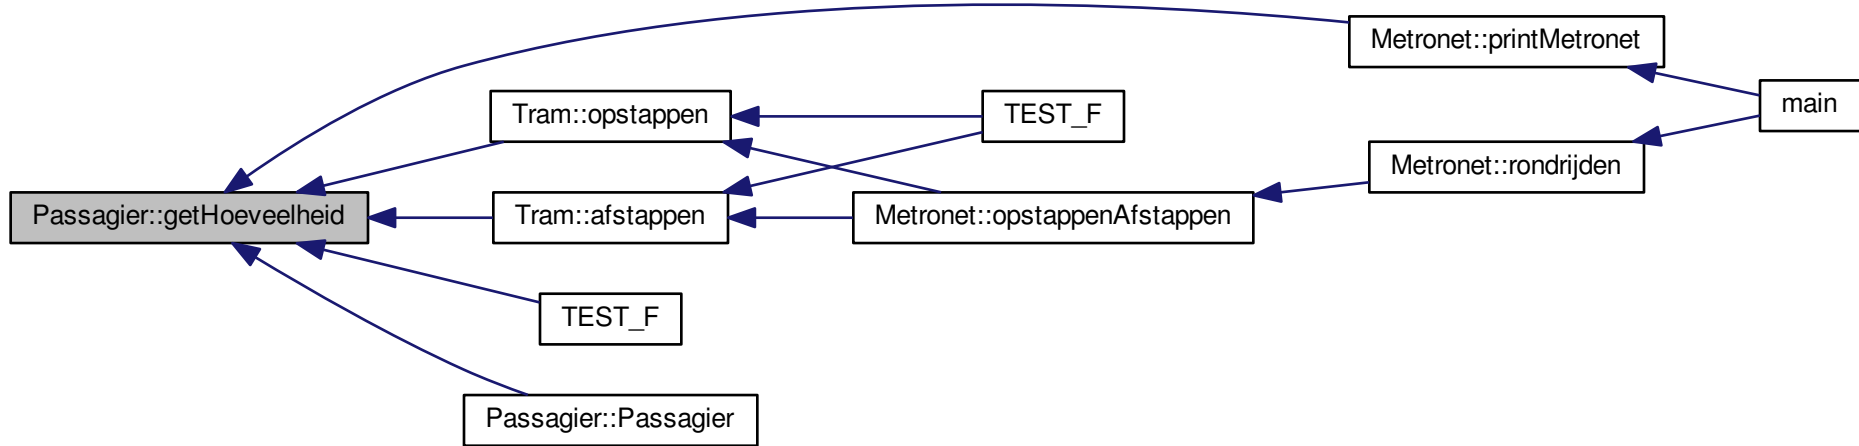 Metronet::printMetronet
main
Tram::opstappen
TEST_F
Metronet::rondrijden
Passagier::getHoeveelheid
Tram::afstappen
Metronet::opstappenAfstappen
TEST_F
Passagier::Passagier